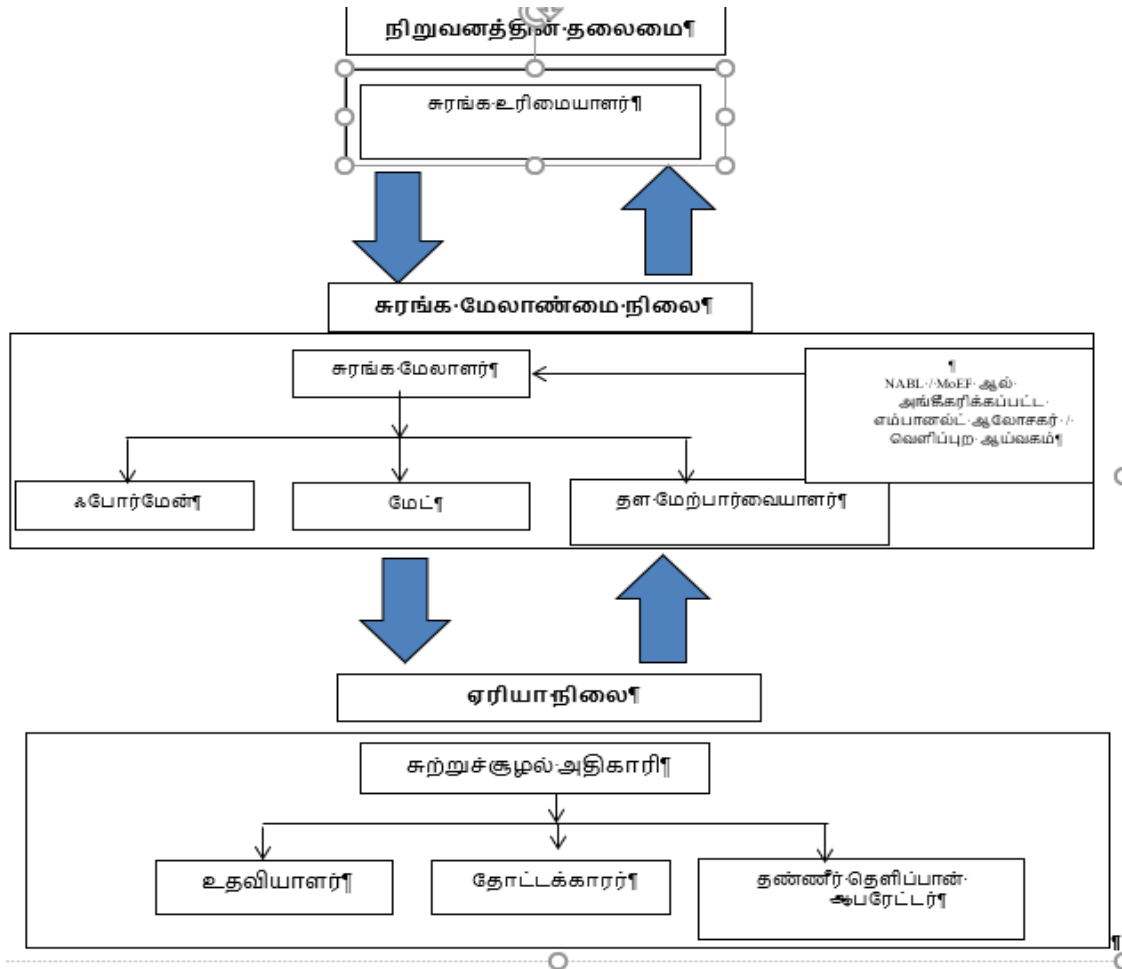 நிறுவனத்தின் தலைமை¶
சுரங்க உரிமையாளர்¶
சுரங்க மேலாண்மை நிலை¶
சுரங்க மேலாளர்¶
¶
NABL / MoEF ஆல்
அங்கீகரிக்கப்பட்ட
எம்பானல்ட் ஆலோசகர் /
வெளிப்புற ஆய்வகம்¶
ஃபோர்மேன்¶
மேட்¶
தள மேற்பார்வையாளர்¶
ஏரியா நிலை¶
சுற்றுச்சூழல் அதிகாரி¶
உதவியாளர்¶
தோட்டக்காரர்¶
தண்ணீர் தெளிப்பான்
ஆபரேட்டர்¶
¶